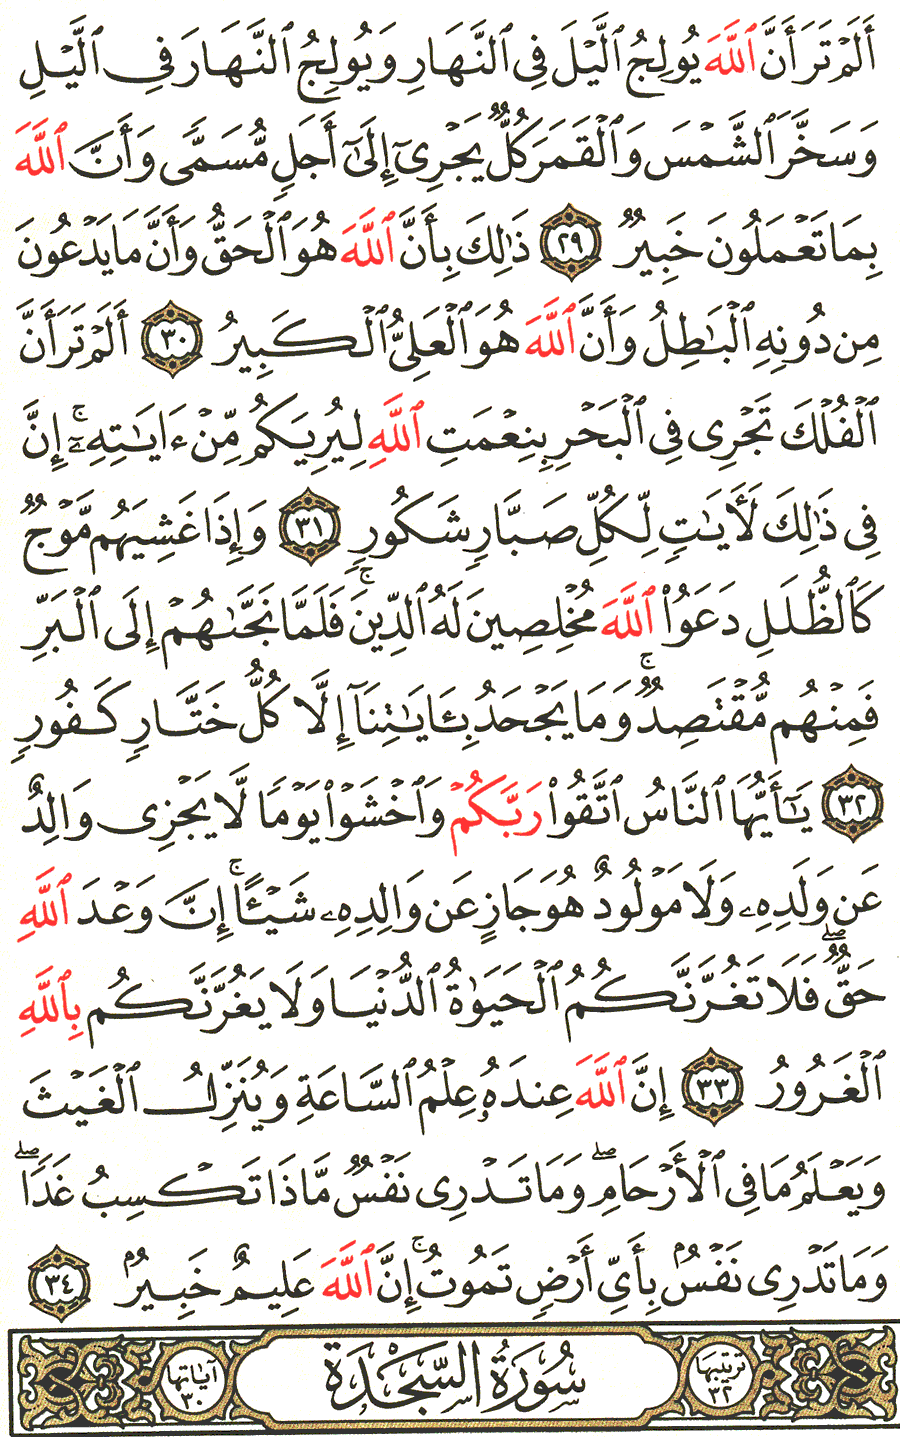 أَلَمْ تَرَ أَنَّ ٱللَّهَ يُولِجُ ٱلَّيْلَ فِى ٱلنَّهَارِ وَيُولِجُ ٱلنَّهَارَ فِى ٱلَّيْلِ
وَسَخَّرَ ٱلشَّمْسَ وَٱلْقَمَرَ كُلٌّ يَجْرِىٓ إِلَىٰٓ أَجَلٍ مُّسَمًّى وَأَنَّ ٱللَّهَ
بِمَا تَعْمَلُونَ خَبِيرٌ ٢٩ ذَٰلِكَ بِأَنَّ ٱللَّهَ هُوَ ٱلْحَقُّ وَأَنَّ مَا يَدْعُونَ
مِن دُونِهِ ٱلْبَٰطِلُ وَأَنَّ ٱللَّهَ هُوَ ٱلْعَلِىُّ ٱلْكَبِيرُ ٣٠ أَلَمْ تَرَ أَنَّ
ٱلْفُلْكَ تَجْرِى فِى ٱلْبَحْرِ بِنِعْمَتِ ٱللَّهِ لِيُرِيَكُم مِّنْ ءَايَٰتِهِۦٓ ۚ إِنَّ
فِى ذَٰلِكَ لَءَايَٰتٍ لِّكُلِّ صَبَّارٍ شَكُورٍ ٣١ وَإِذَا غَشِيَهُم مَّوْجٌ
كَٱلظُّلَلِ دَعَوُا۟ ٱللَّهَ مُخْلِصِينَ لَهُ ٱلدِّينَ فَلَمَّا نَجَّىٰهُمْ إِلَى ٱلْبَرِّ
فَمِنْهُم مُّقْتَصِدٌ ۚ وَمَا يَجْحَدُ بِـَٔايَٰتِنَآ إِلَّا كُلُّ خَتَّارٍ كَفُورٍ
٣٢ يَٰٓأَيُّهَا ٱلنَّاسُ ٱتَّقُوا۟ رَبَّكُمْ وَٱخْشَوْا۟ يَوْمًا لَّا يَجْزِى وَالِدٌ
عَن وَلَدِهِۦ وَلَا مَوْلُودٌ هُوَ جَازٍ عَن وَالِدِهِۦ شَيْـًٔا ۚ إِنَّ وَعْدَ ٱللَّهِ
حَقٌّ ۖ فَلَا تَغُرَّنَّكُمُ ٱلْحَيَوٰةُ ٱلدُّنْيَا وَلَا يَغُرَّنَّكُم بِٱللَّهِ
ٱلْغَرُورُ ٣٣ إِنَّ ٱللَّهَ عِندَهُۥ عِلْمُ ٱلسَّاعَةِ وَيُنَزِّلُ ٱلْغَيْثَ
وَيَعْلَمُ مَا فِى ٱلْأَرْحَامِ ۖ وَمَا تَدْرِى نَفْسٌ مَّاذَا تَكْسِبُ غَدًا ۖ
وَمَا تَدْرِى نَفْسٌۢ بِأَىِّ أَرْضٍ تَمُوتُ ۚ إِنَّ ٱللَّهَ عَلِيمٌ خَبِيرٌۢ ٣٤
ترتيبها ٣٢ سُورَةُ السَّجْدَةِ آياتها ٣٠